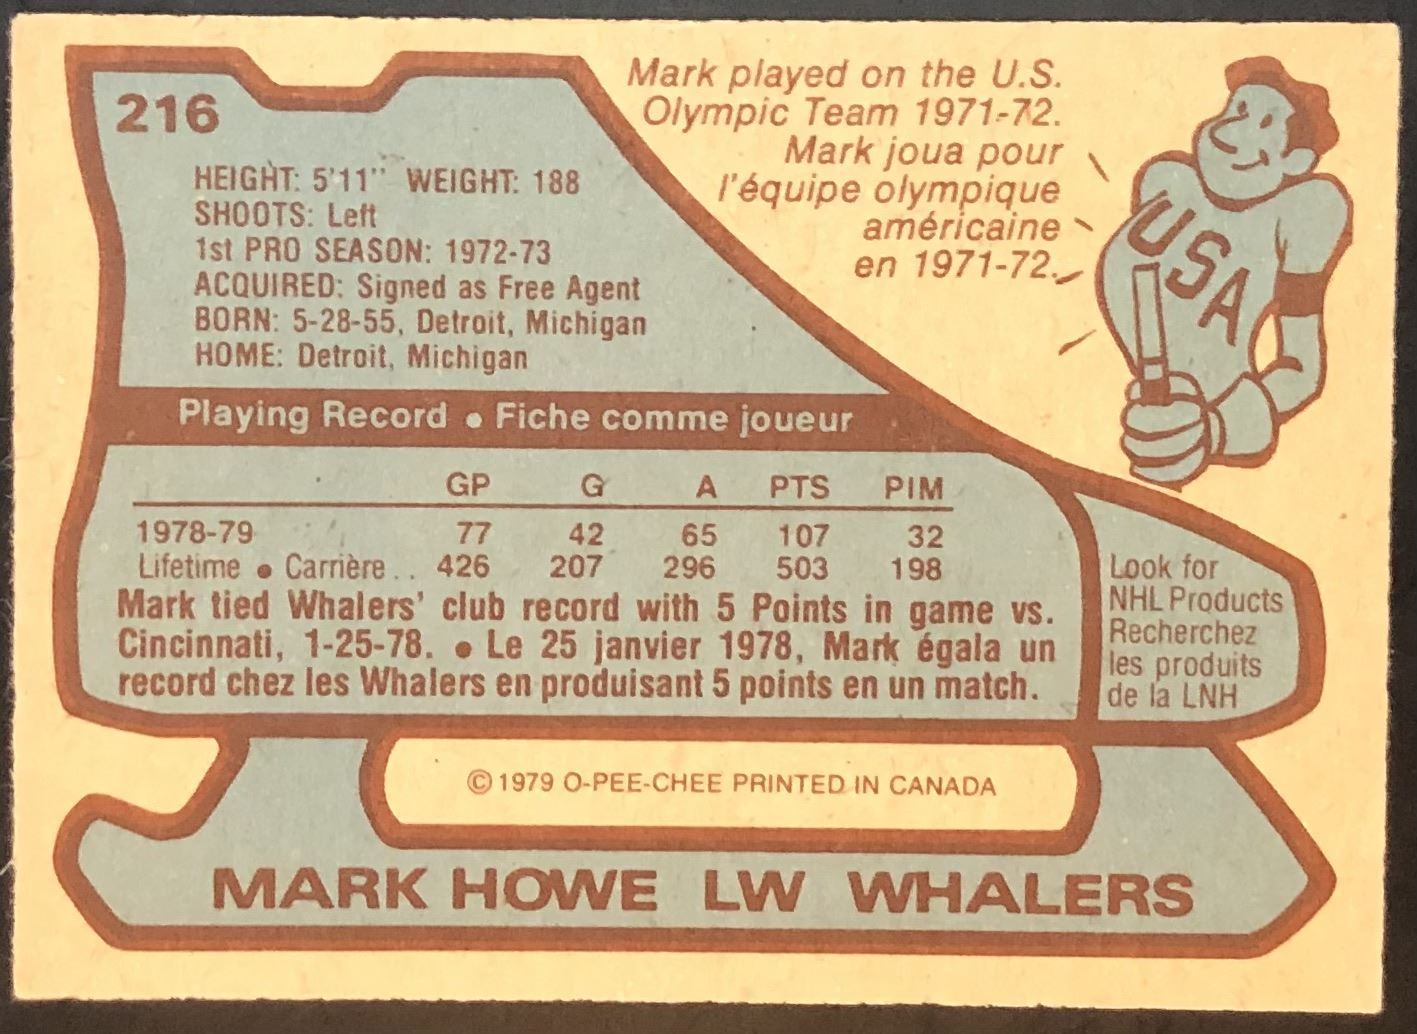 216
Mark played on the U.S.
Olympic Team 1971-72.
Mark joua pour
l'équipe olympique
américaine
en 1971-72.
USA
HEIGHT: 5'11" WEIGHT: 188
SHOOTS: Left
1st PRO SEASON: 1972-73
ACQUIRED: Signed as Free Agent
BORN: 5-28-55, Detroit, Michigan
HOME: Detroit, Michigan
Playing Record • Fiche comme joueur
GP G A PTS PIM
1978-79 77 42 65 107 32
Lifetime • Carrière .. 426 207 296 503 198
Mark tied Whalers' club record with 5 Points in game vs.
Cincinnati, 1-25-78. • Le 25 janvier 1978, Mark égala un
record chez les Whalers en produisant 5 points en un match.
Look for
NHL Products
Recherchez
les produits
de la LNH
© 1979 O-PEE-CHEE PRINTED IN CANADA
MARK HOWE LW WHALERS